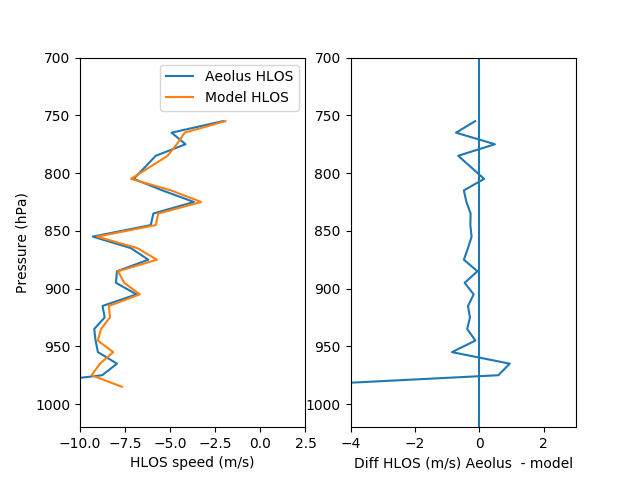 700
750
800
850
900
950
1000
Pressure (hPa)
−10.0 −7.5 −5.0 −2.5 0.0 2.5
HLOS speed (m/s)
Aeolus HLOS
Model HLOS
700
750
800
850
900
950
1000
−4 −2 0 2
Diff HLOS (m/s) Aeolus  - model